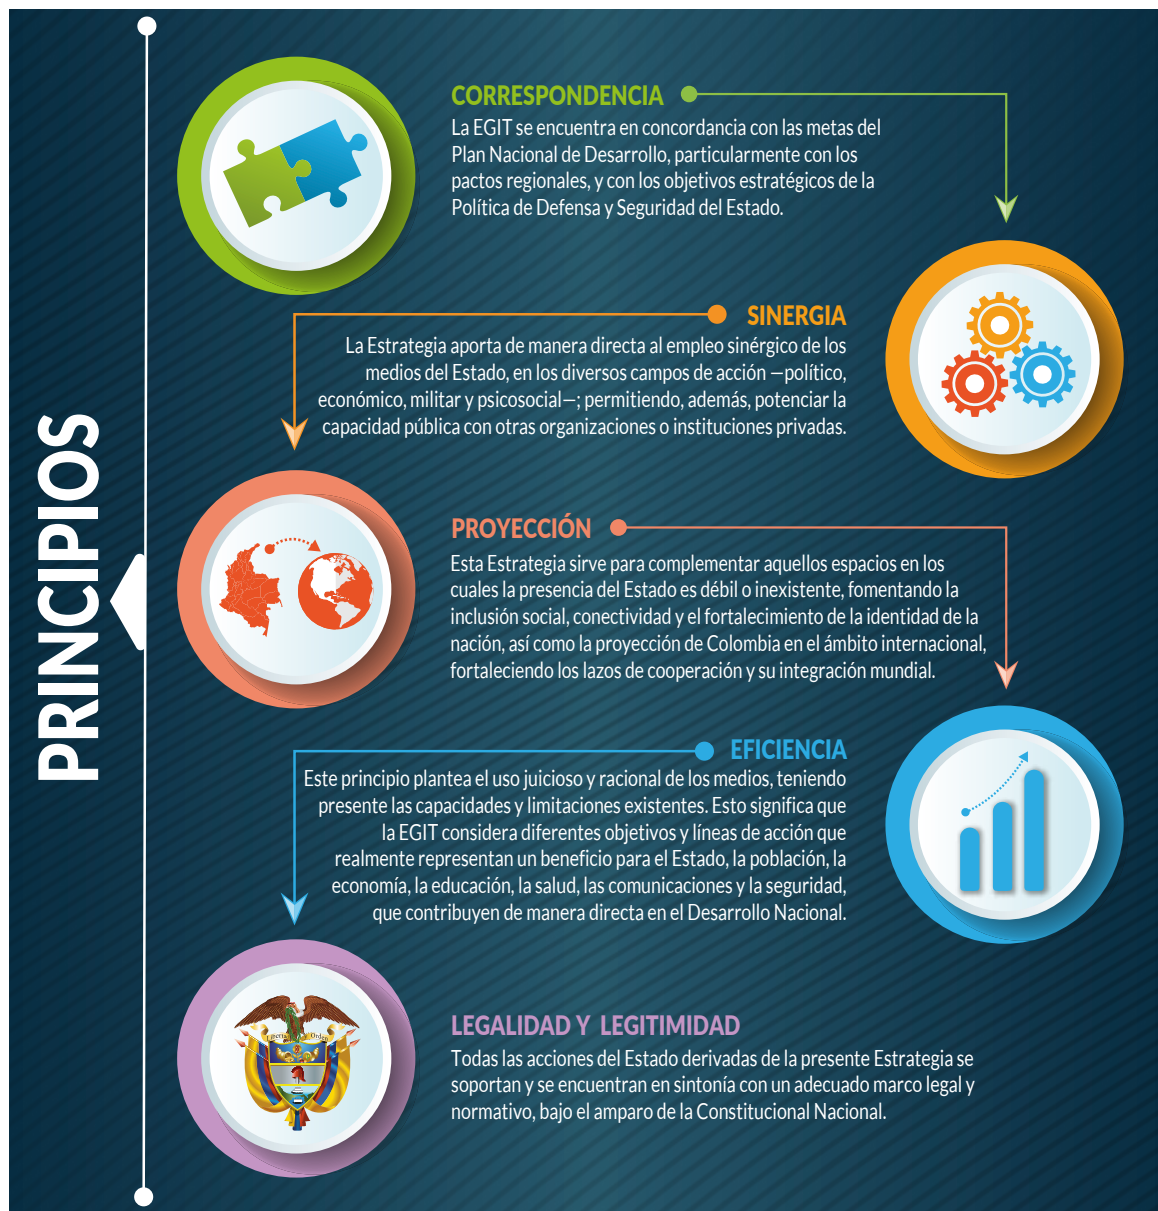 PRINCIPIOS
CORRESPONDENCIA
La EGIT se encuentra en concordancia con las metas del
Plan Nacional de Desarrollo, particularmente con los
pactos regionales, y con los objetivos estratégicos de la
Política de Defensa y Seguridad del Estado.
SINERGIA
La Estrategia aporta de manera directa al empleo sinérgico de los
medios del Estado, en los diversos campos de acción —político,
económico, militar y psicosocial—; permitiendo, además, potenciar la
capacidad pública con otras organizaciones o instituciones privadas.
PROYECCIÓN
Esta Estrategia sirve para complementar aquellos espacios en los
cuales la presencia del Estado es débil o inexistente, fomentando la
inclusión social, conectividad y el fortalecimiento de la identidad de la
nación, así como la proyección de Colombia en el ámbito internacional,
fortaleciendo los lazos de cooperación y su integración mundial.
EFICIENCIA
Este principio plantea el uso juicioso y racional de los medios, teniendo
presente las capacidades y limitaciones existentes. Esto significa que
la EGIT considera diferentes objetivos y líneas de acción que
realmente representan un beneficio para el Estado, la población, la
economía, la educación, la salud, las comunicaciones y la seguridad,
que contribuyen de manera directa en el Desarrollo Nacional.
LEGALIDAD Y LEGITIMIDAD
Todas las acciones del Estado derivadas de la presente Estrategia se
soportan y se encuentran en sintonía con un adecuado marco legal y
normativo, bajo el amparo de la Constitucional Nacional.